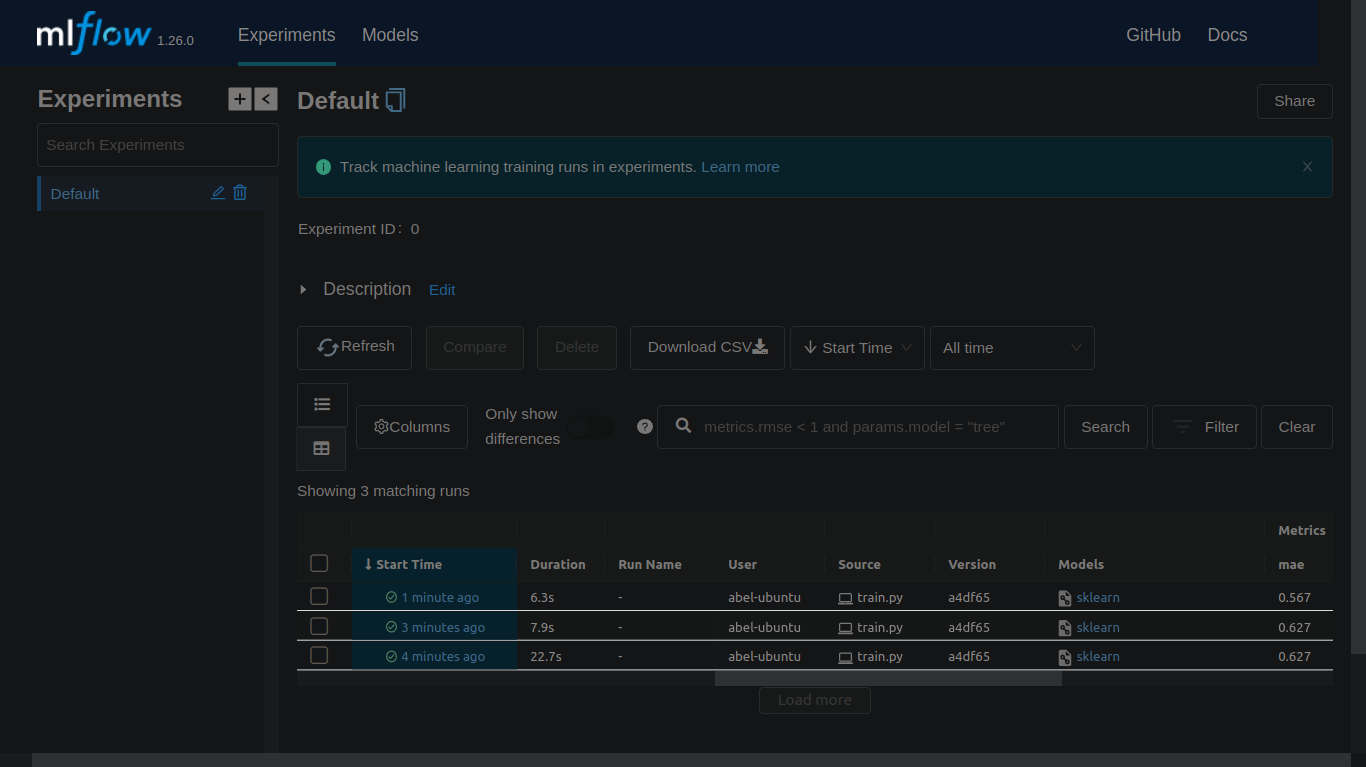 mlflow 1.26.0 Experiments Models GitHub Docs
Experiments + <
Search Experiments
Default
Default
Share
Track machine learning training runs in experiments. Learn more
Experiment ID: 0
Description Edit
Refresh Compare Delete Download CSV Start Time All time
Columns
Only show
differences
? metrics.rmse < 1 and params.model = "tree" Search Filter Clear
Showing 3 matching runs
Metrics
↓ Start Time Duration Run Name User Source Version Models mae
1 minute ago 6.3s - abel-ubuntu train.py a4df65 sklearn 0.567
3 minutes ago 7.9s - abel-ubuntu train.py a4df65 sklearn 0.627
4 minutes ago 22.7s - abel-ubuntu train.py a4df65 sklearn 0.627
Load more